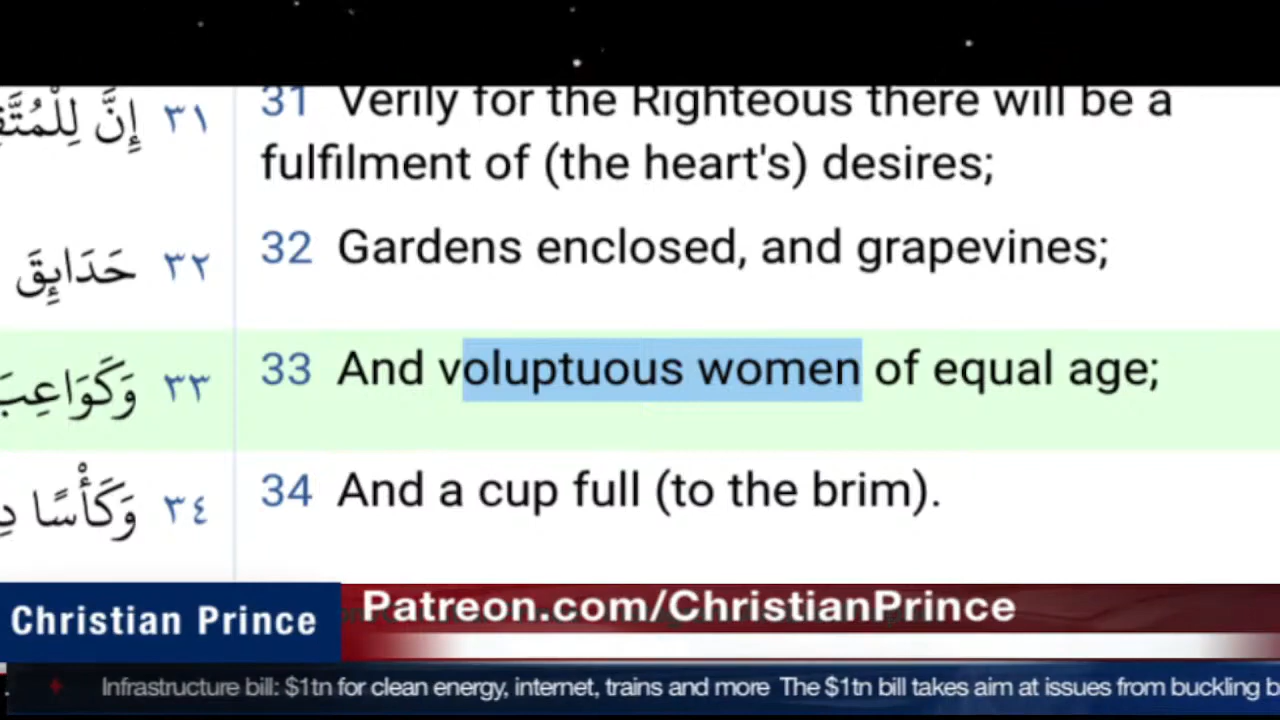 31 Verily for the Righteous there will be a
fulfilment of (the heart's) desires;
٣١ إِنَّ
32 Gardens enclosed, and grapevines;
٣٢ حَدَايِٕقَ
33 And voluptuous women of equal age;
٣٣
34 And a cup full (to the brim).
٣٤ وَكَأْسًا
Christian Prince
Patreon.com/ChristianPrince
Infrastructure bill: $1tn for clean energy, internet, trains and more The $1tn bill takes aim at issues from buckling